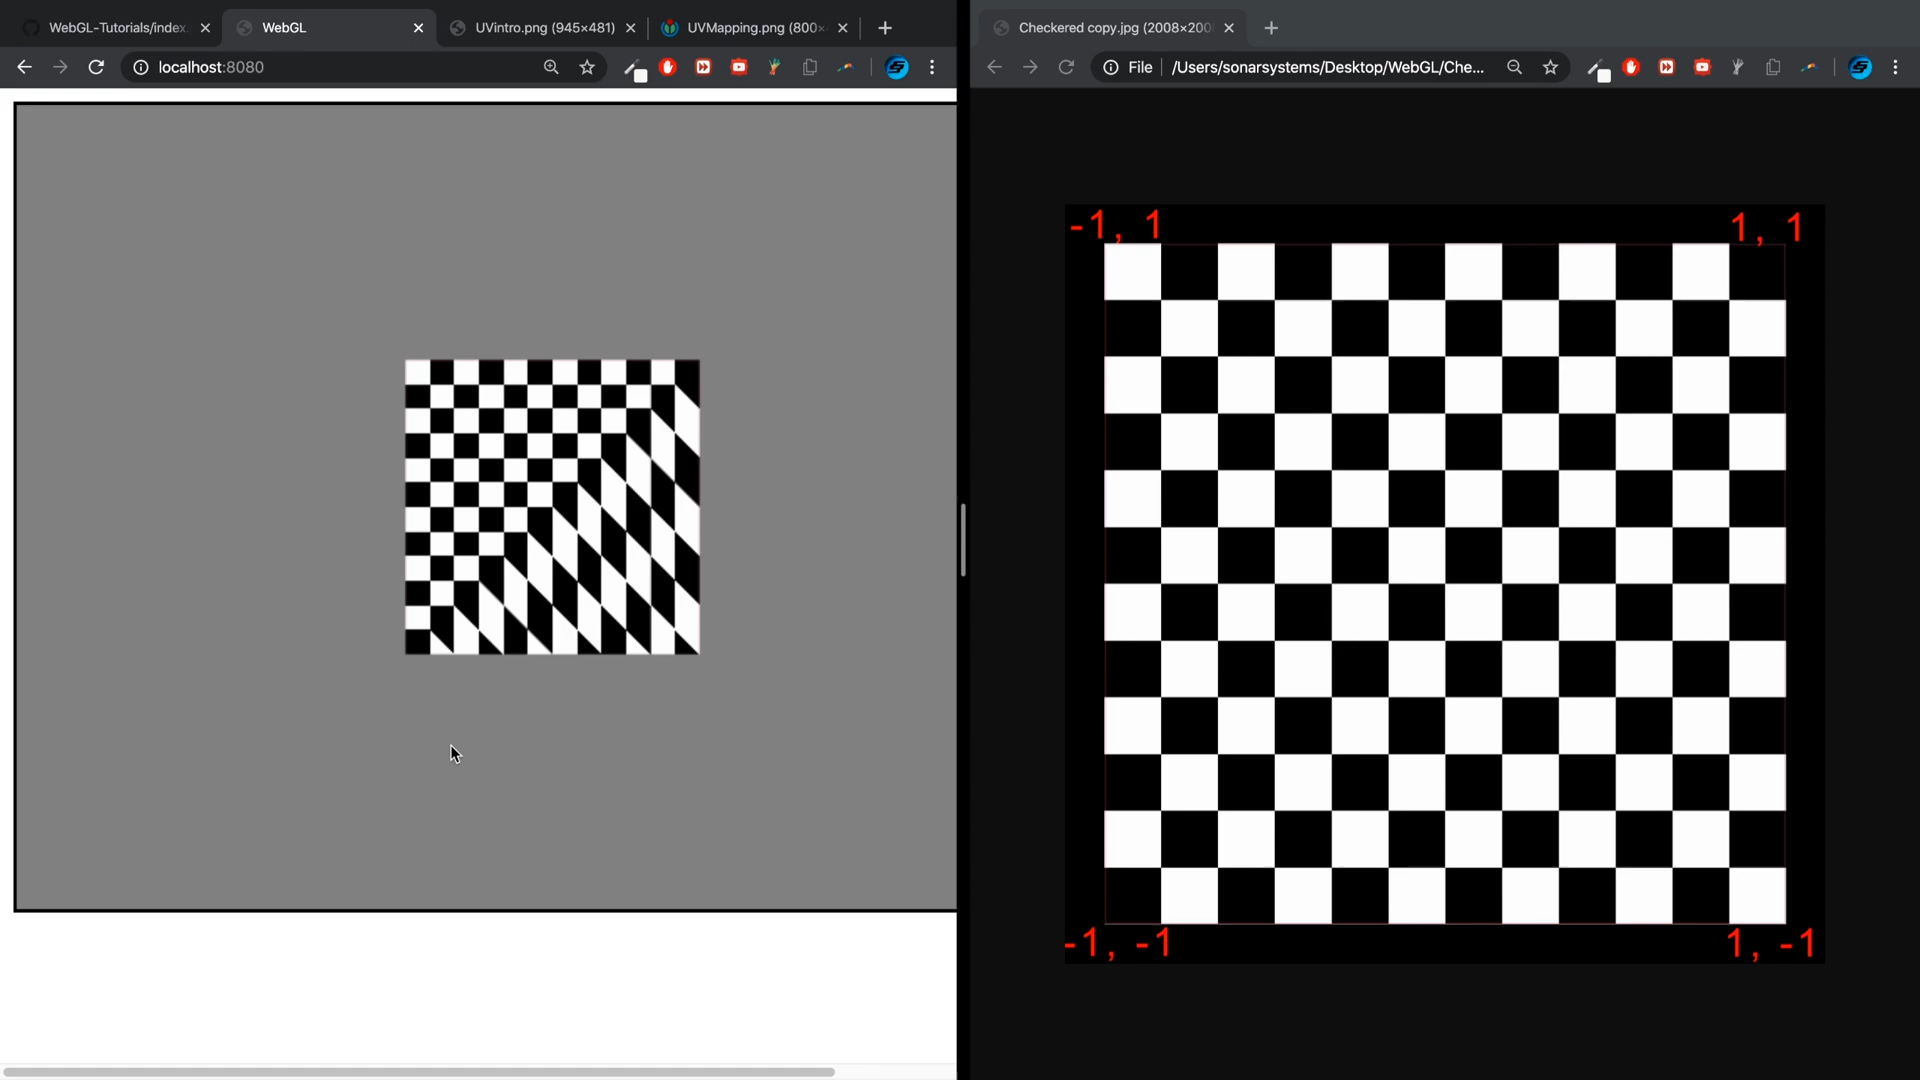 WebGL-Tutorials/index.
WebGL
UVintro.png (945×481)
UVMapping.png (800×
localhost:8080
Checkered copy.jpg (2008×200
File
/Users/sonarsystems/Desktop/WebGL/Che...
-1, 1
1, 1
-1, -1
1, -1